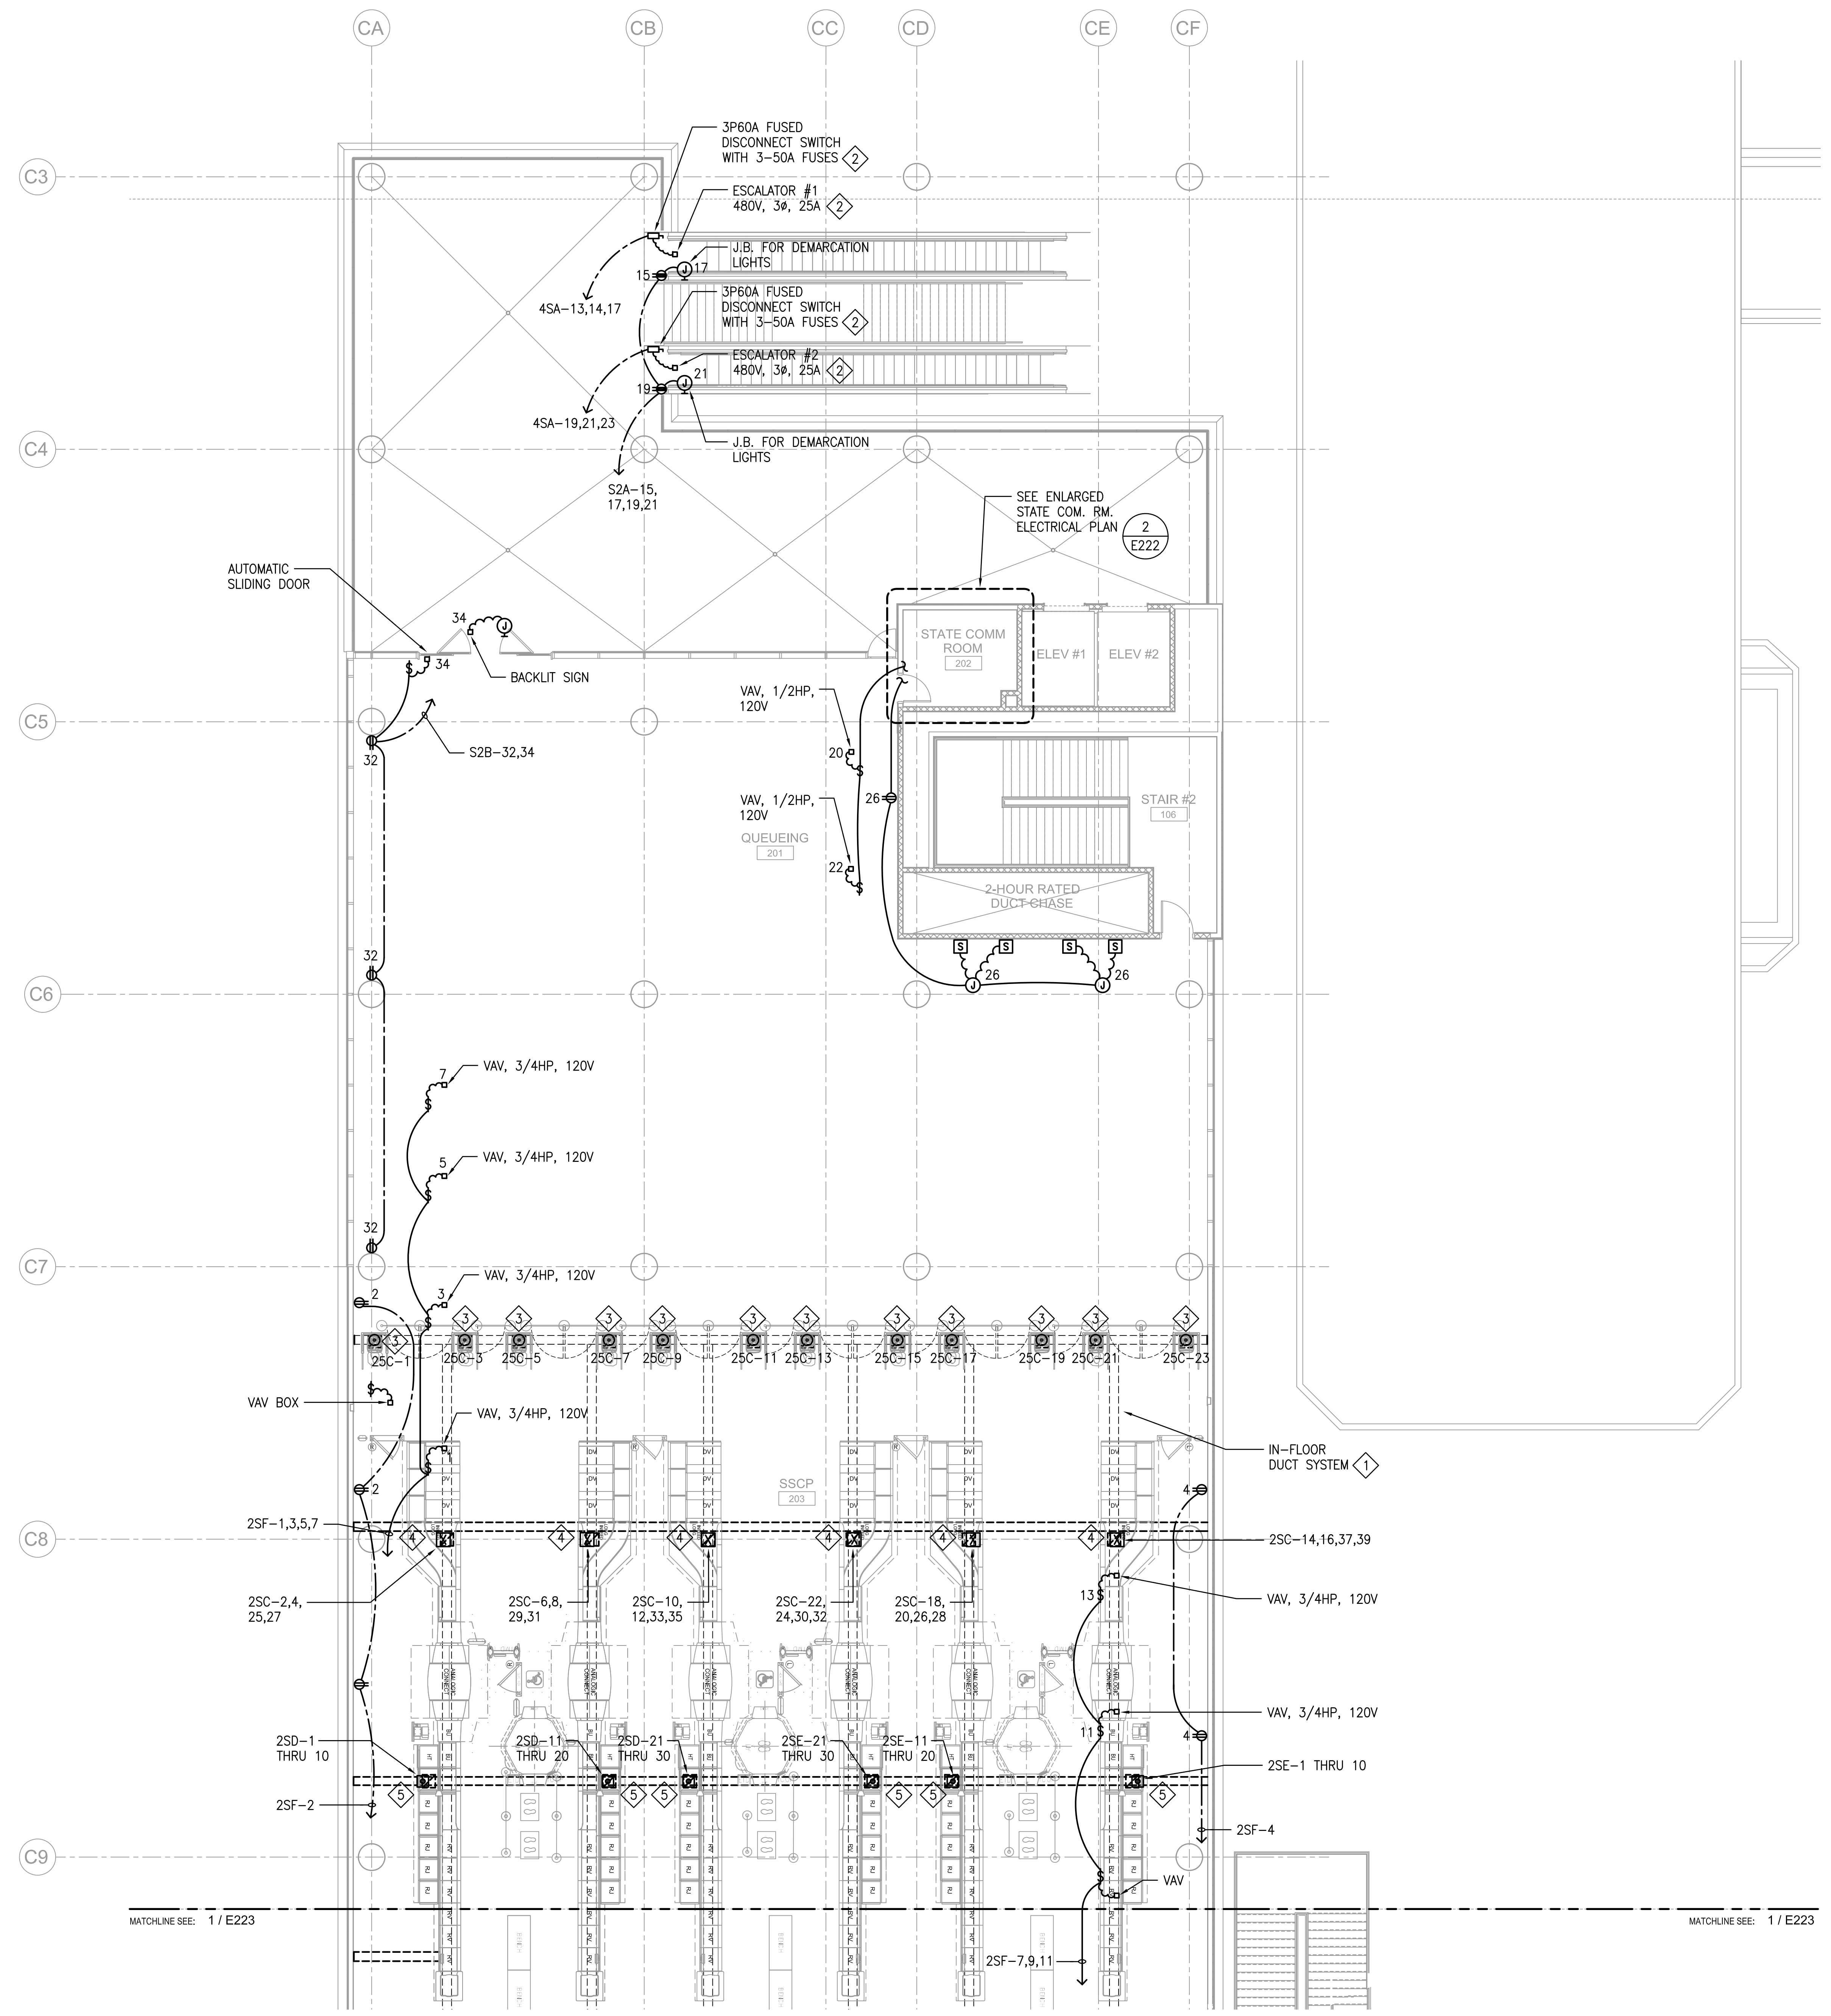 CA
CB
CC
CD
CE
CF
C3
C4
C5
C6
C7
C8
C9
3P60A FUSED
DISCONNECT SWITCH
WITH 3-50A FUSES 2
ESCALATOR #1
480V, 3ø, 25A 2
J.B. FOR DEMARCATION
LIGHTS
15
J
17
4SA-13,14,17
3P60A FUSED
DISCONNECT SWITCH
WITH 3-50A FUSES 2
ESCALATOR #2
480V, 3ø, 25A 2
21
19
J
4SA-19,21,23
J.B. FOR DEMARCATION
LIGHTS
S2A-15,
17,19,21
SEE ENLARGED
STATE COM. RM.
ELECTRICAL PLAN
2
E222
AUTOMATIC
SLIDING DOOR
34
J
34
BACKLIT SIGN
STATE COMM
ROOM
202
ELEV #1
ELEV #2
VAV, 1/2HP,
120V
S2B-32,34
32
20
VAV, 1/2HP,
120V
26
STAIR #2
106
QUEUEING
201
22
2-HOUR RATED
DUCT CHASE
S
S
S
S
32
J
26
J
26
7
VAV, 3/4HP, 120V
5
VAV, 3/4HP, 120V
32
VAV, 3/4HP, 120V
3
2
3
3
3
3
3
3
3
3
3
3
3
3
25C-1
25C-3
25C-5
25C-7
25C-9
25C-11
25C-13
25C-15
25C-17
25C-19
25C-21
25C-23
VAV BOX
VAV, 3/4HP, 120V
1
IN-FLOOR
DUCT SYSTEM 1
SSCP
203
2
4
2SF-1,3,5,7
4
4
4
4
4
4
2SC-14,16,37,39
2SC-2,4,
25,27
2SC-6,8,
29,31
2SC-10,
12,33,35
2SC-22,
24,30,32
2SC-18,
20,26,28
13
VAV, 3/4HP, 120V
11
VAV, 3/4HP, 120V
4
2SD-1
THRU 10
2SD-11
THRU 20
2SD-21
THRU 30
2SE-21
THRU 30
2SE-11
THRU 20
2SE-1 THRU 10
5
5
5
5
5
5
2SF-2
2SF-4
VAV
MATCHLINE SEE: 1 / E223
MATCHLINE SEE: 1 / E223
2SF-7,9,11